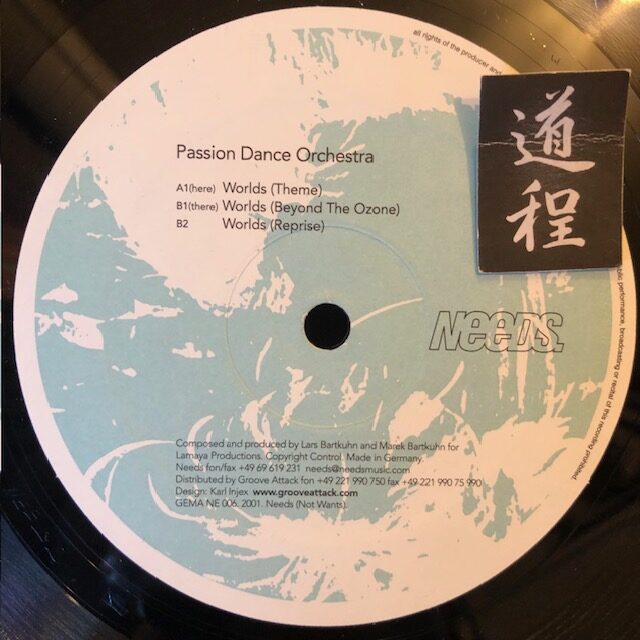 all rights of the producer and
道程
Passion Dance Orchestra
A1(here) Worlds (Theme)
B1(there) Worlds (Beyond The Ozone)
B2 Worlds (Reprise)
public performance, broadcasting or recital of this recording prohibited.
NEEDS.
Composed and produced by Lars Bartkuhn and Marek Bartkuhn for
Lamaya Productions. Copyright Control. Made in Germany.
Needs fon/fax +49 69 619 231 needs@needsmusic.com
Distributed by Groove Attack fon +49 221 990 750 fax +49 221 990 75 990
Design: Karl Injex www.grooveattack.com
GEMA NE 006. 2001. Needs (Not Wants).